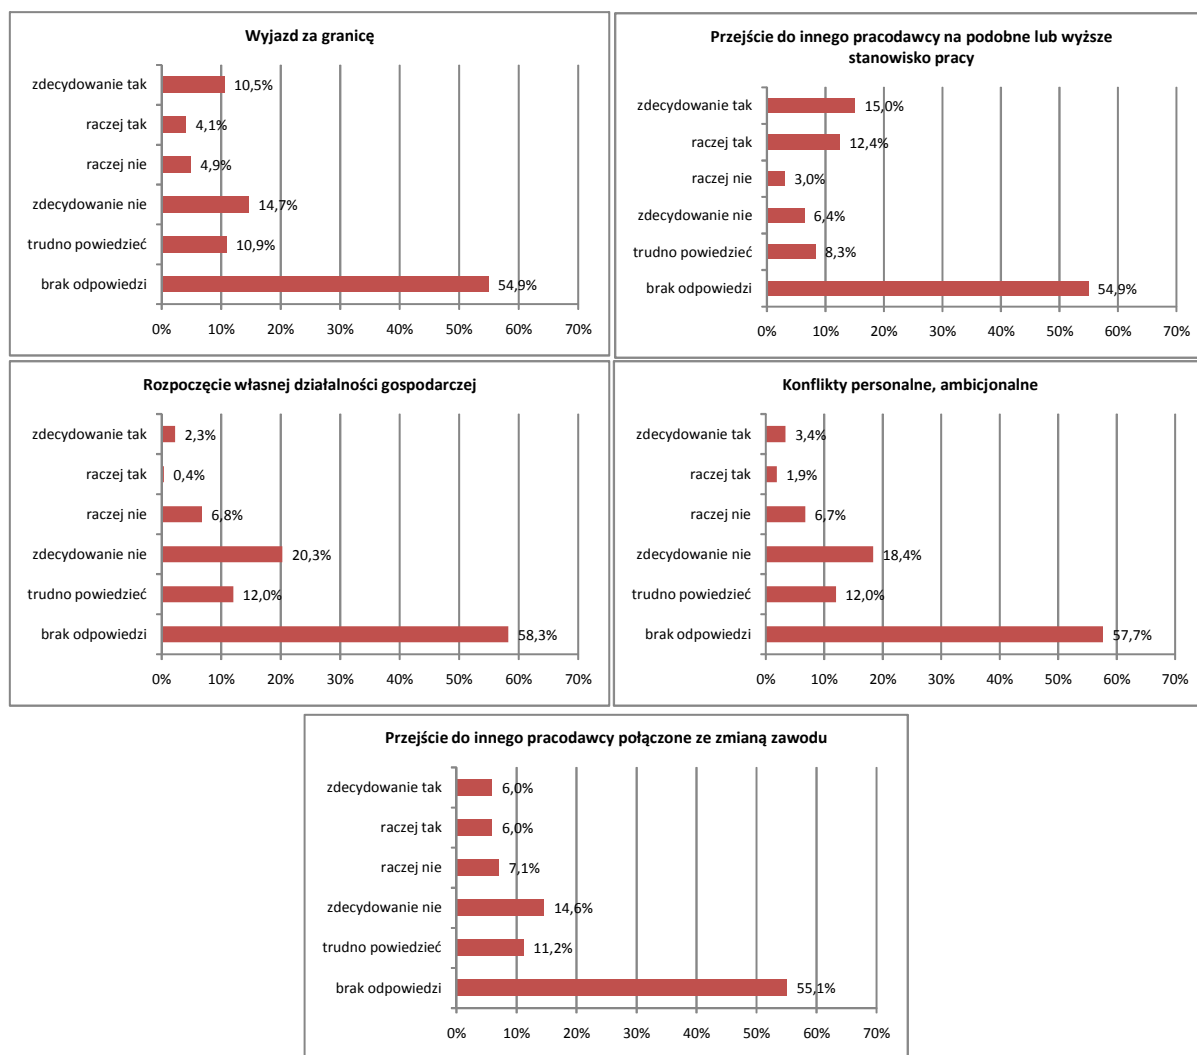 Wyjazd za granicę
zdecydowanie tak 10,5%
raczej tak 4,1%
raczej nie 4,9%
zdecydowanie nie 14,7%
trudno powiedzieć 10,9%
brak odpowiedzi 54,9%
0% 10% 20% 30% 40% 50% 60% 70%
Przejście do innego pracodawcy na podobne lub wyższe
stanowisko pracy
zdecydowanie tak 15,0%
raczej tak 12,4%
raczej nie 3,0%
zdecydowanie nie 6,4%
trudno powiedzieć 8,3%
brak odpowiedzi 54,9%
0% 10% 20% 30% 40% 50% 60% 70%
Rozpoczęcie własnej działalności gospodarczej
zdecydowanie tak 2,3%
raczej tak 0,4%
raczej nie 6,8%
zdecydowanie nie 20,3%
trudno powiedzieć 12,0%
brak odpowiedzi 58,3%
0% 10% 20% 30% 40% 50% 60% 70%
Konflikty personalne, ambicjonalne
zdecydowanie tak 3,4%
raczej tak 1,9%
raczej nie 6,7%
zdecydowanie nie 18,4%
trudno powiedzieć 12,0%
brak odpowiedzi 57,7%
0% 10% 20% 30% 40% 50% 60% 70%
Przejście do innego pracodawcy połączone ze zmianą zawodu
zdecydowanie tak 6,0%
raczej tak 6,0%
raczej nie 7,1%
zdecydowanie nie 14,6%
trudno powiedzieć 11,2%
brak odpowiedzi 55,1%
0% 10% 20% 30% 40% 50% 60% 70%